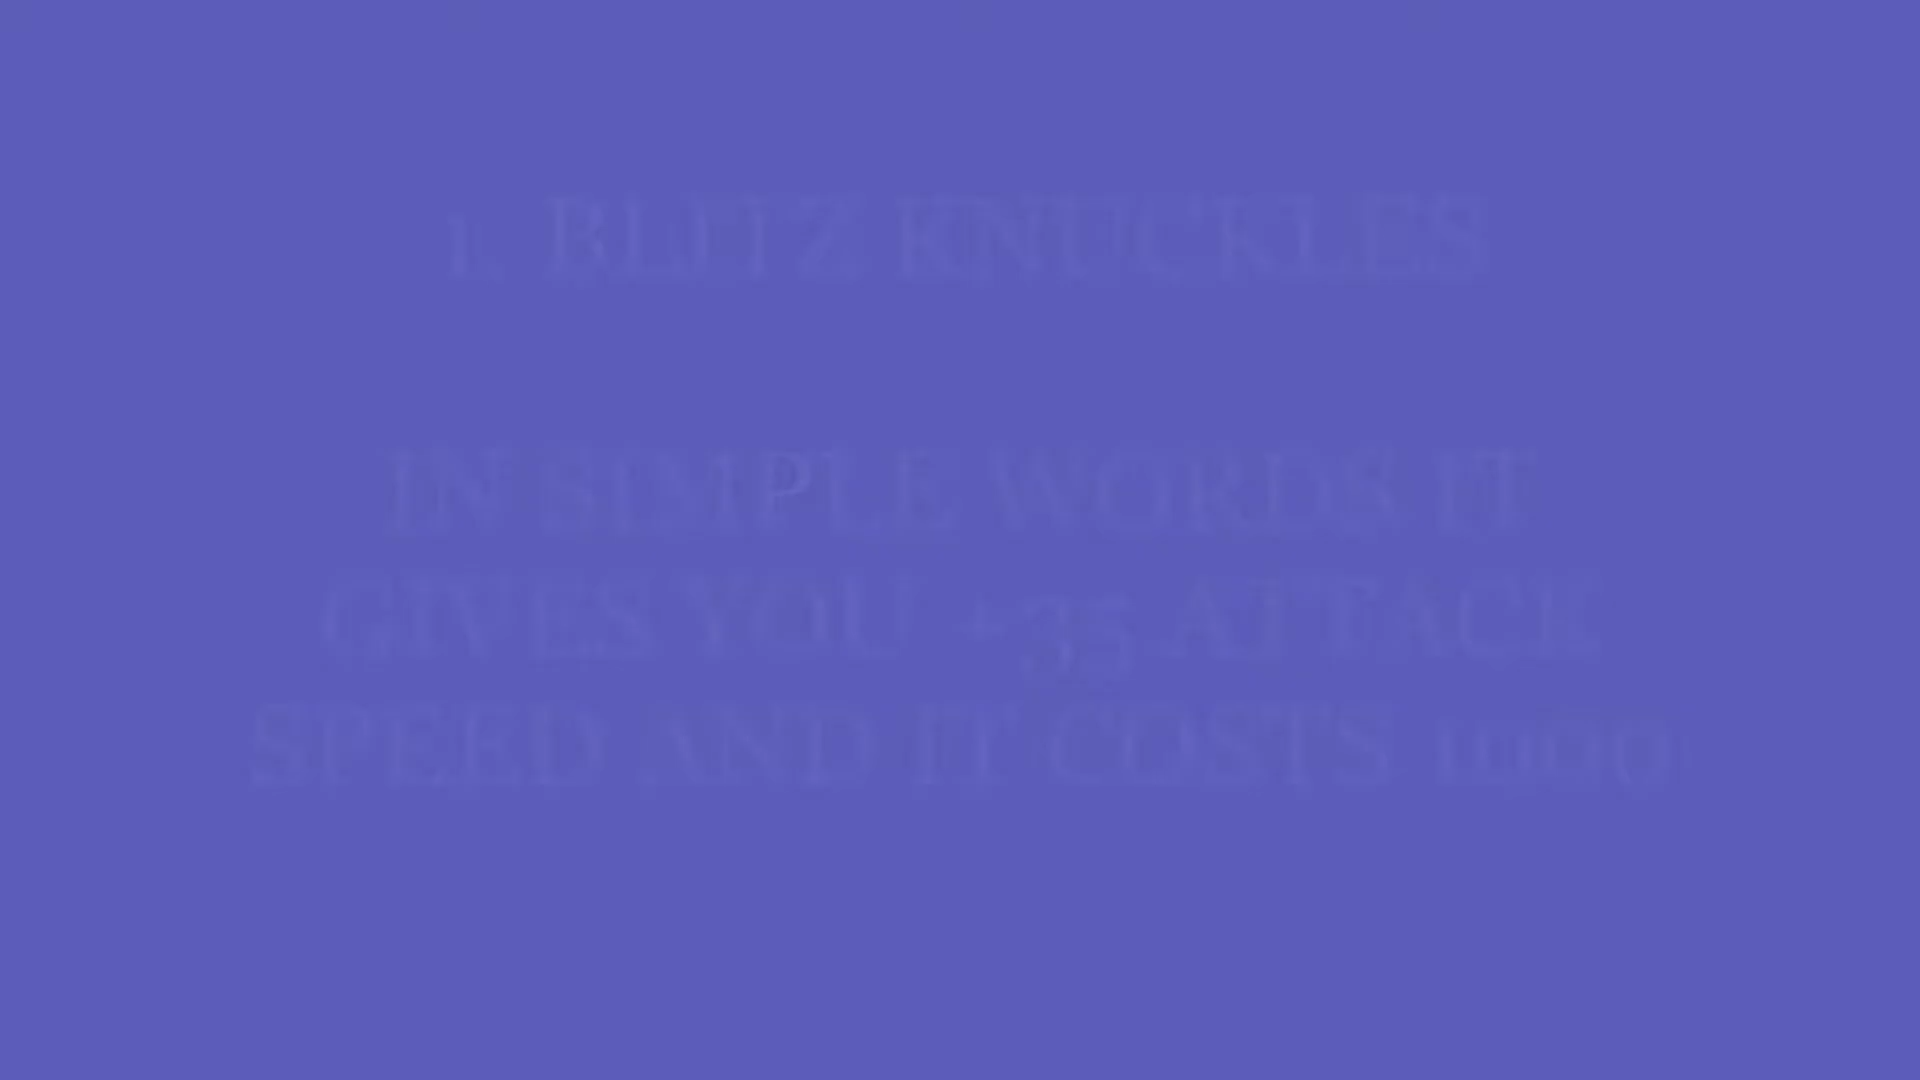 1. BLITZ KNUCKLES
IN SIMPLE WORDS IT
GIVES YOU +35 ATTACK
SPEED AND IT COSTS 1000